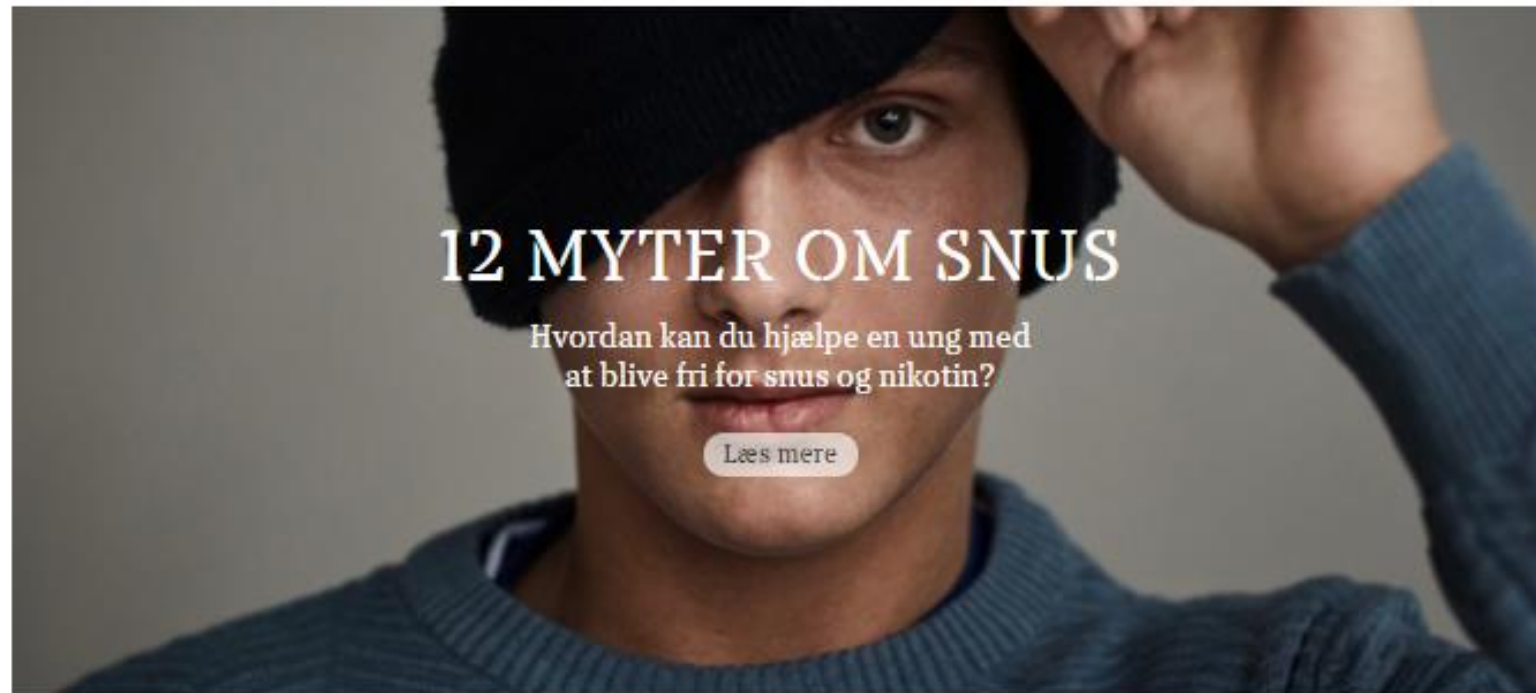 12 MYTER OM SNUS
Hvordan kan du hjælpe en ung med
at blive fri for snus og nikotin?
Læs mere